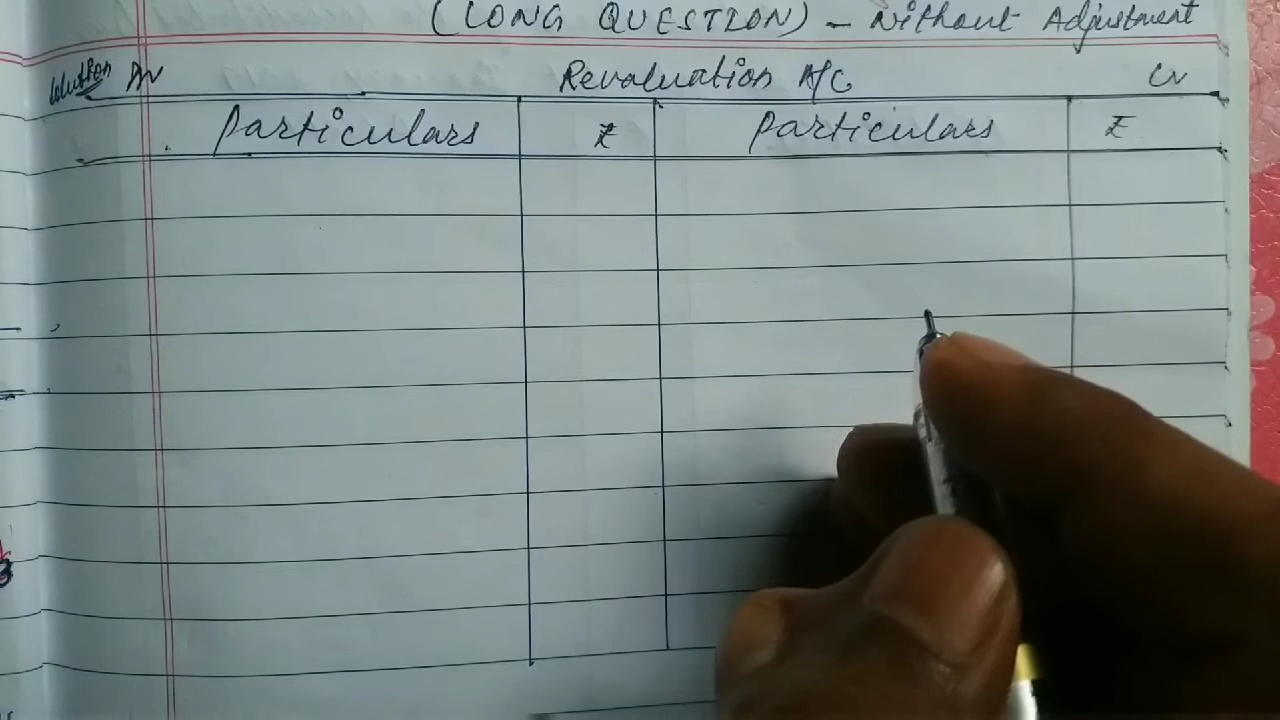 (LONG QUESTION) - Without Adjustment
Solution Dr Revaluation A/C Cr
Particulars ₹ Particulars ₹